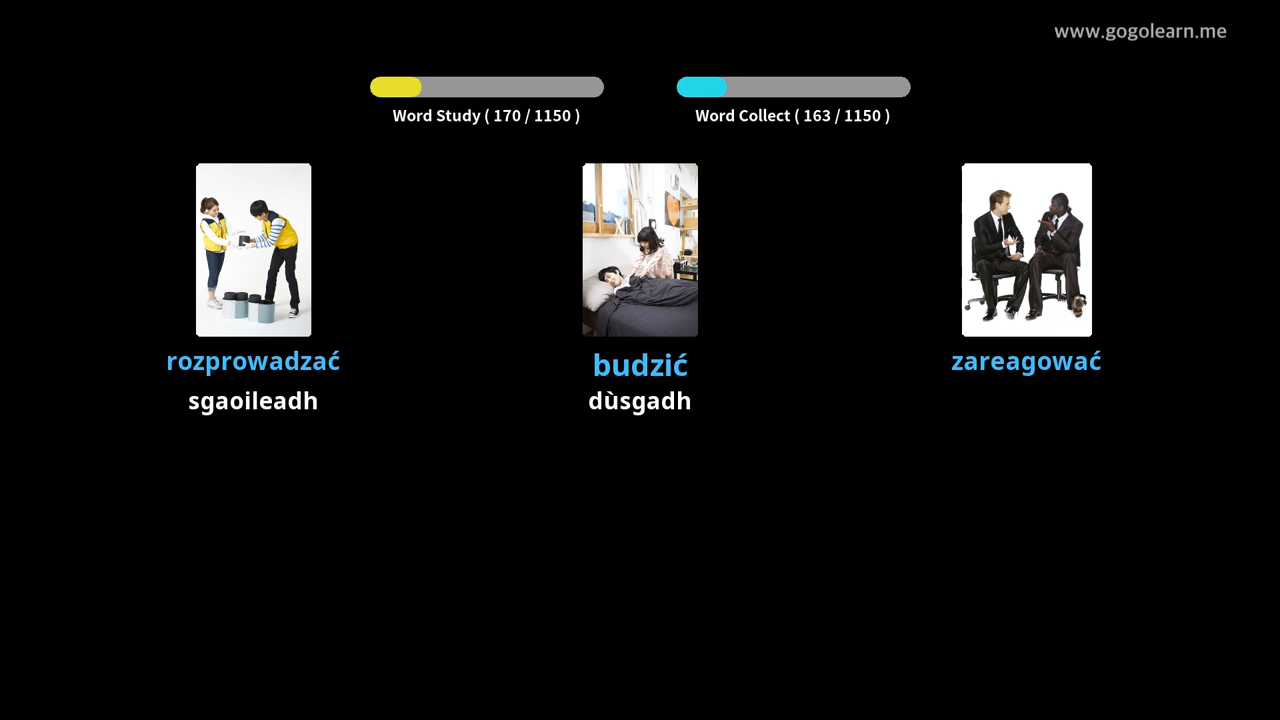 www.gogolearn.me
Word Study ( 170 / 1150 )
Word Collect ( 163 / 1150 )
rozprowadzać
budzić
zareagować
sgaoileadh
dùsgadh